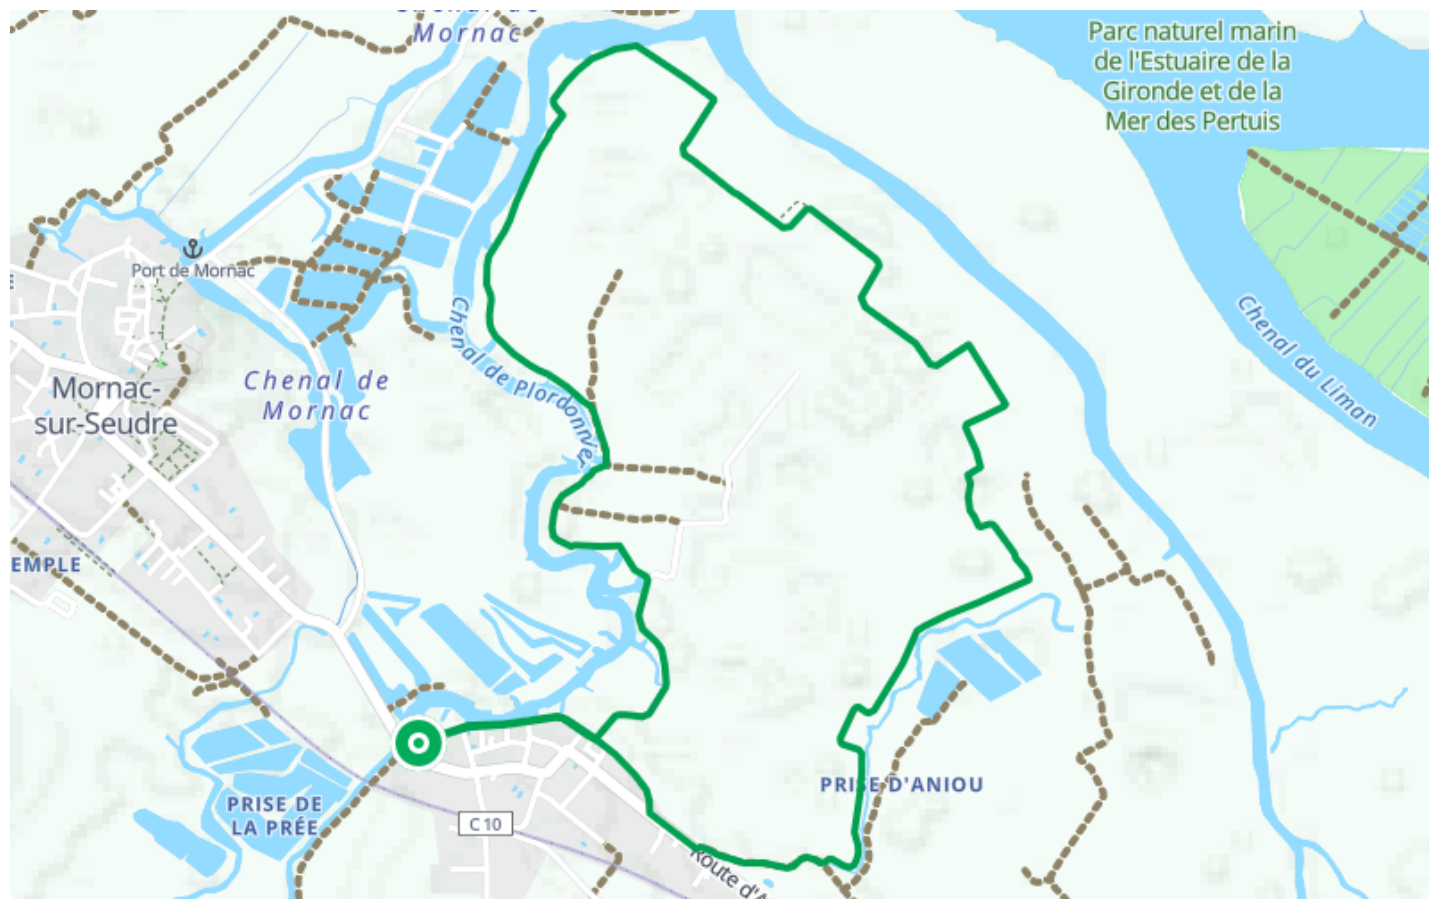 Mornac
Parc naturel marin
de l'Estuaire de la
Gironde et de la
Mer des Pertuis
Port de Mornac
Chenal de Plordonnier
Chenal du Liman
Chenal de
Mornac
Mornac-
sur-Seudre
EMPLE
PRISE DE
LA PRÉE
C 10
PRISE D'ANIOU
Route d'A